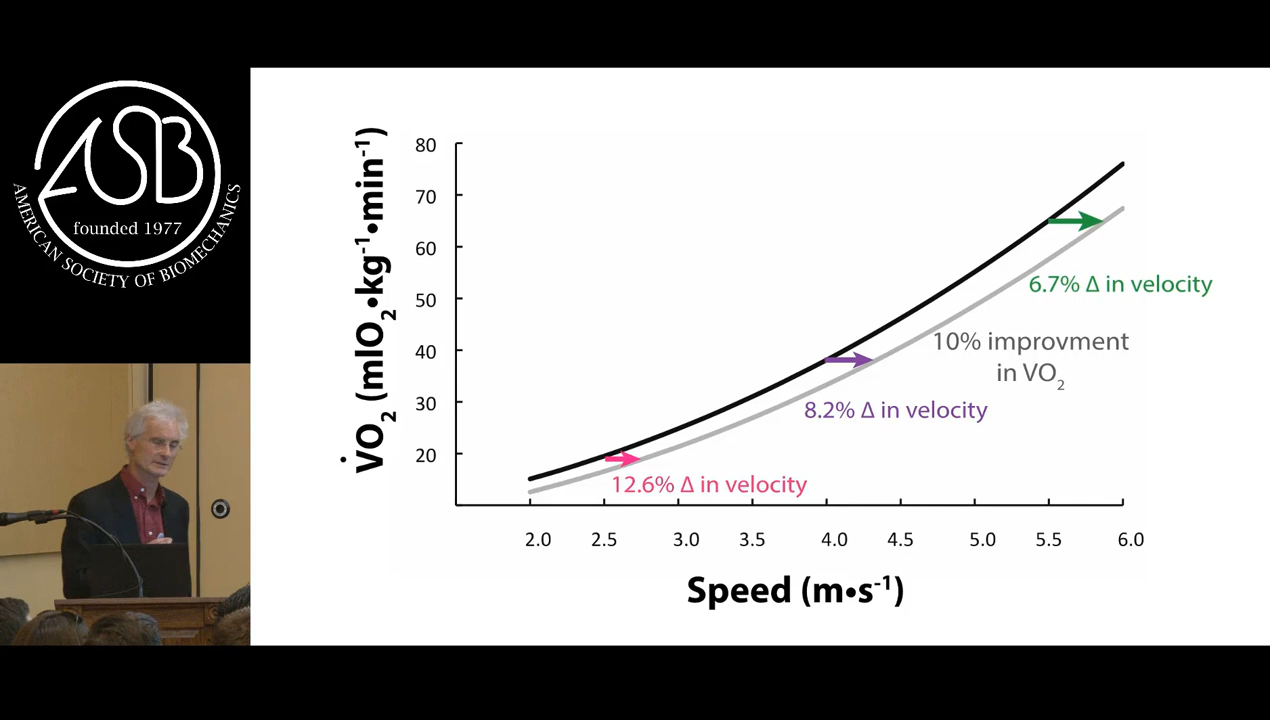 ASB
founded 1977
AMERICAN SOCIETY OF BIOMECHANICS
V̇O₂ (mlO₂•kg⁻¹•min⁻¹)
80
70
60
50
40
30
20
6.7% Δ in velocity
10% improvment
in VO₂
8.2% Δ in velocity
12.6% Δ in velocity
2.0 2.5 3.0 3.5 4.0 4.5 5.0 5.5 6.0
Speed (m•s⁻¹)